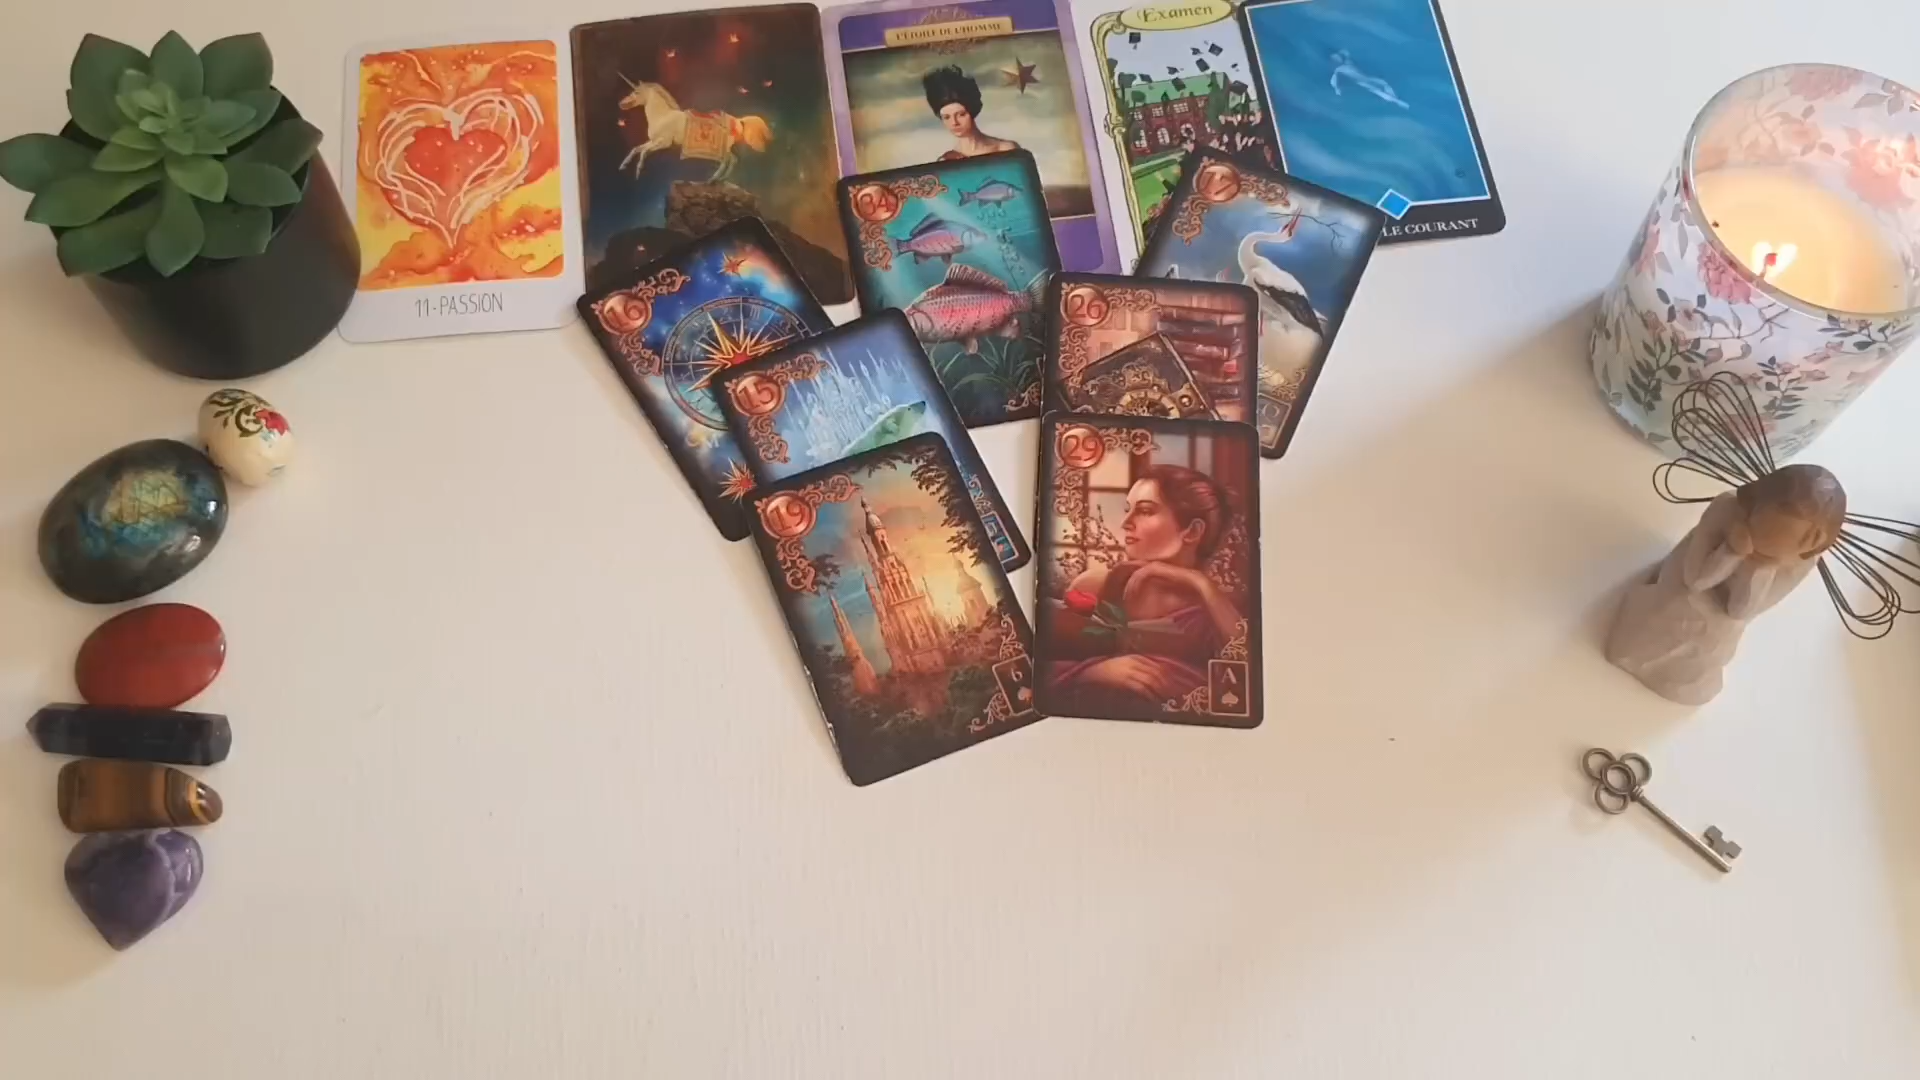 11-PASSION
L'ÉTOILE DE L'HOMME
Examen
LE COURANT
34
16
26
15
29
19
6
A